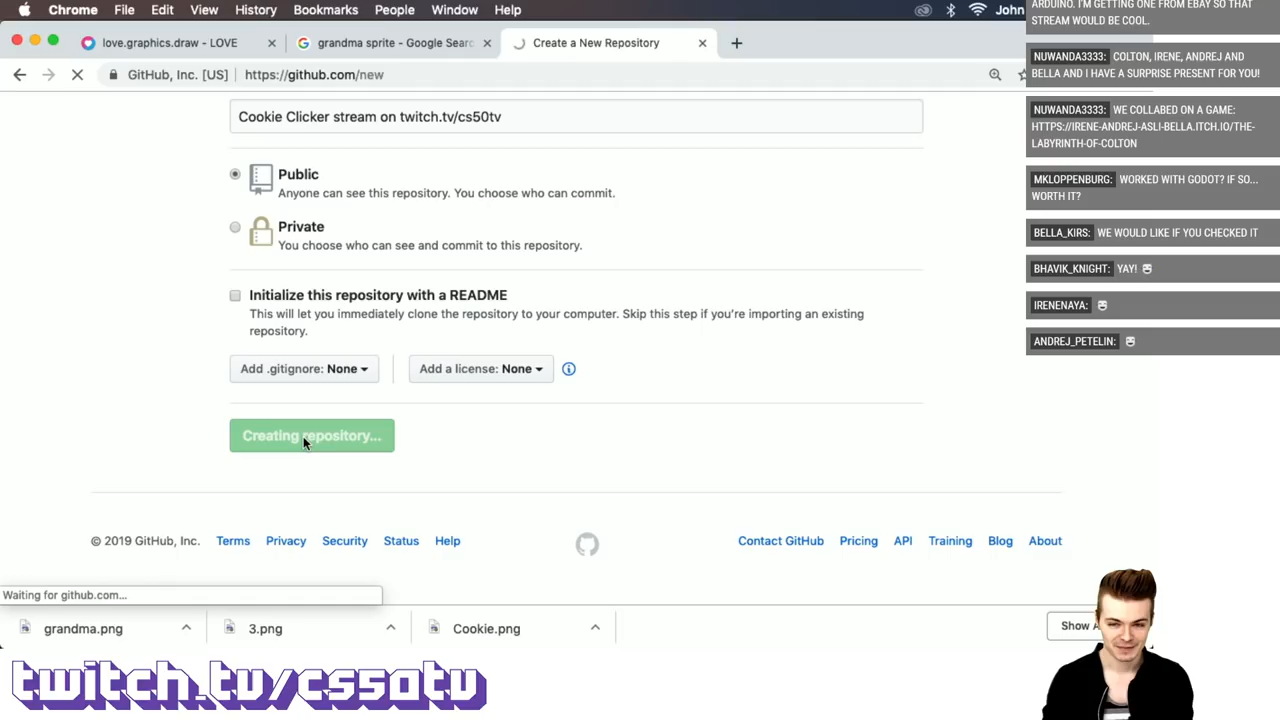 Chrome File Edit View History Bookmarks People Window Help
John
love.graphics.draw - LOVE
grandma sprite - Google Searc
Create a New Repository
GitHub, Inc. [US] https://github.com/new
Cookie Clicker stream on twitch.tv/cs50tv
Public
Anyone can see this repository. You choose who can commit.
Private
You choose who can see and commit to this repository.
Initialize this repository with a README
This will let you immediately clone the repository to your computer. Skip this step if you're importing an existing
repository.
Add .gitignore: None
Add a license: None
Creating repository...
© 2019 GitHub, Inc. Terms Privacy Security Status Help
Contact GitHub Pricing API Training Blog About
Waiting for github.com...
grandma.png
3.png
Cookie.png
Show A
twitch.tv/cs50tv
ARDUINO. I'M GETTING ONE FROM EBAY SO THAT
STREAM WOULD BE COOL.
NUWANDA3333: COLTON, IRENE, ANDREJ AND
BELLA AND I HAVE A SURPRISE PRESENT FOR YOU!
NUWANDA3333: WE COLLABED ON A GAME:
HTTPS://IRENE-ANDREJ-ASLI-BELLA.ITCH.IO/THE-
LABYRINTH-OF-COLTON
MKLOPPENBURG: WORKED WITH GODOT? IF SO...
WORTH IT?
BELLA_KIRS: WE WOULD LIKE IF YOU CHECKED IT
BHAVIK_KNIGHT: YAY!
IRENENAYA:
ANDREJ_PETELIN: